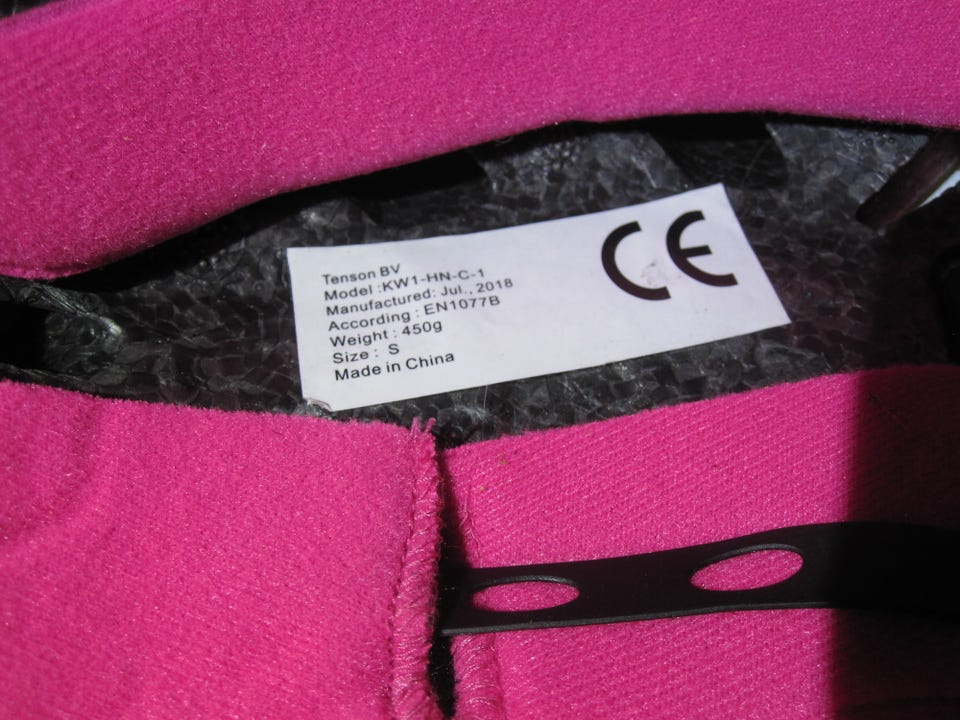 Tenson BV
Model :KW1-HN-C-1
Manufactured: Jul., 2018
According : EN1077B
Weight : 450g
Size : S
Made in China
CE